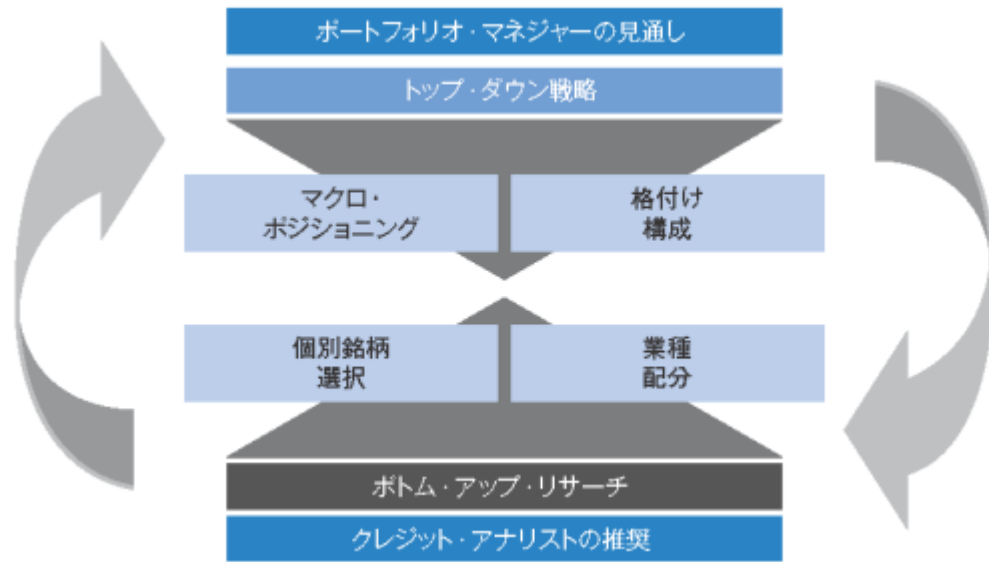 ポートフォリオ・マネジャーの見通し
トップ・ダウン戦略
マクロ・
ポジショニング
格付け
構成
個別銘柄
選択
業種
配分
ボトム・アップ・リサーチ
クレジット・アナリストの推奨